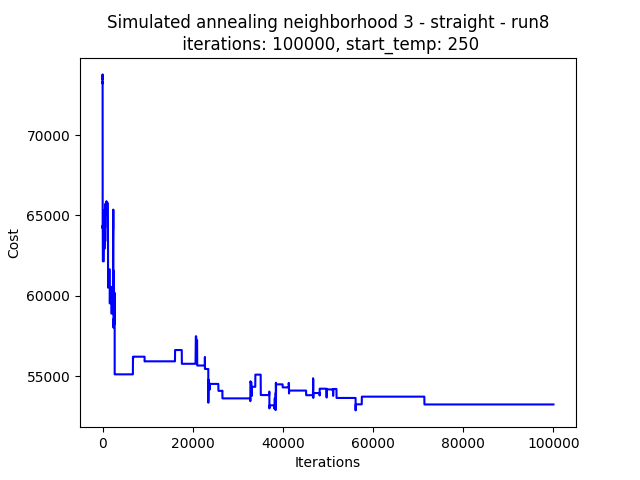 Simulated annealing neighborhood 3 - straight - run8
iterations: 100000, start_temp: 250
70000
65000
60000
55000
Cost
0
20000
40000
60000
80000
100000
Iterations